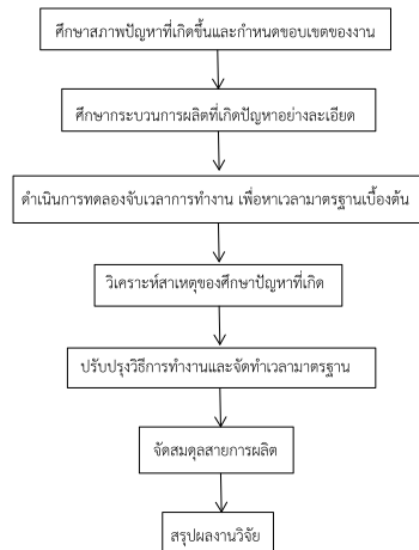 ศึกษาสภาพปัญหาที่เกิดขึ้นและกำหนดขอบเขตของงาน
ศึกษากระบวนการผลิตที่เกิดปัญหาอย่างละเอียด
ดำเนินการทดลองจับเวลาการทำงาน เพื่อหาเวลามาตรฐานเบื้องต้น
วิเคราะห์สาเหตุของศึกษาปัญหาที่เกิด
ปรับปรุงวิธีการทำงานและจัดทำเวลามาตรฐาน
จัดสมดุลสายการผลิต
สรุปผลงานวิจัย